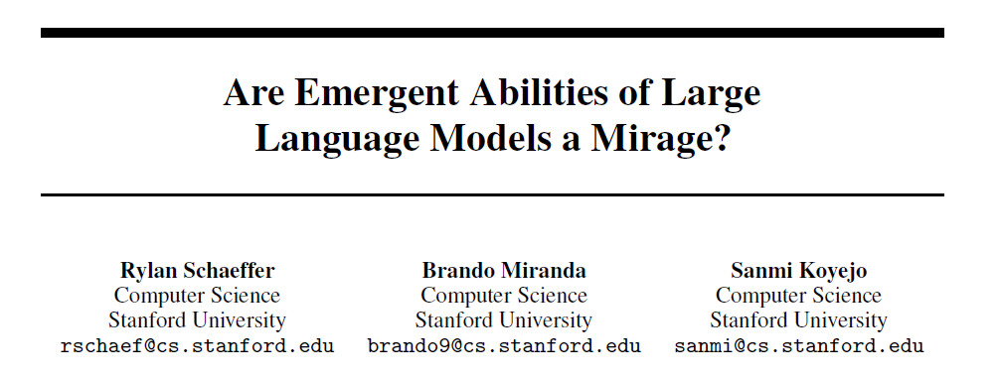 Are Emergent Abilities of Large
Language Models a Mirage?
Rylan Schaeffer
Computer Science
Stanford University
rschaef@cs.stanford.edu
Brando Miranda
Computer Science
Stanford University
brando9@cs.stanford.edu
Sanmi Koyejo
Computer Science
Stanford University
sanmi@cs.stanford.edu